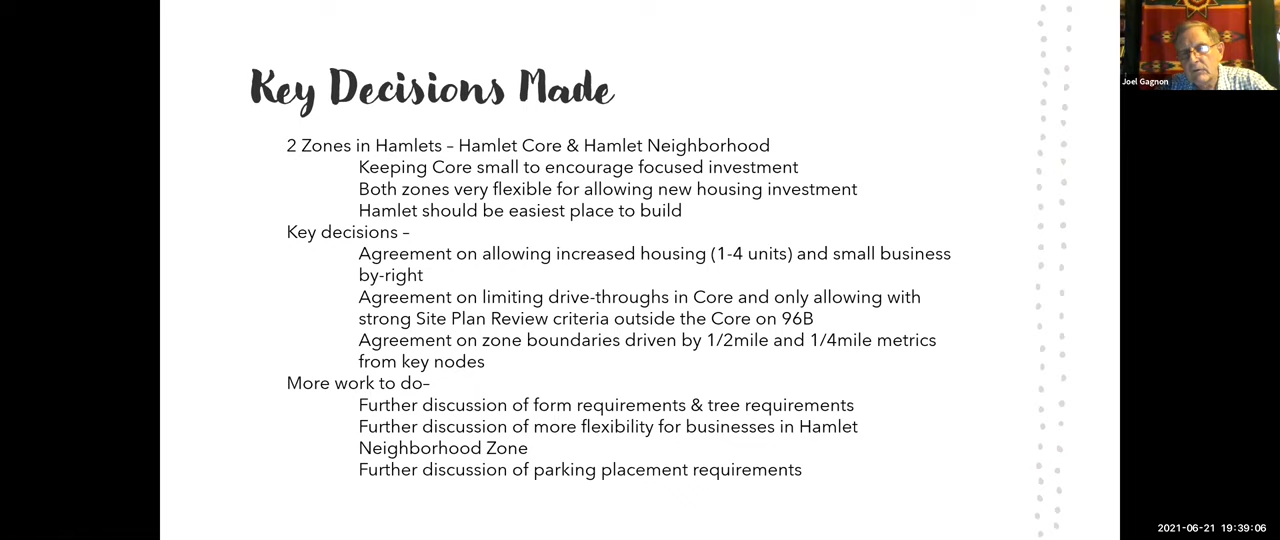 Key Decisions Made
2 Zones in Hamlets – Hamlet Core & Hamlet Neighborhood
Keeping Core small to encourage focused investment
Both zones very flexible for allowing new housing investment
Hamlet should be easiest place to build
Key decisions –
Agreement on allowing increased housing (1-4 units) and small business
by-right
Agreement on limiting drive-throughs in Core and only allowing with
strong Site Plan Review criteria outside the Core on 96B
Agreement on zone boundaries driven by 1/2mile and 1/4mile metrics
from key nodes
More work to do–
Further discussion of form requirements & tree requirements
Further discussion of more flexibility for businesses in Hamlet
Neighborhood Zone
Further discussion of parking placement requirements
Joel Gagnon
2021-06-21 19:39:06